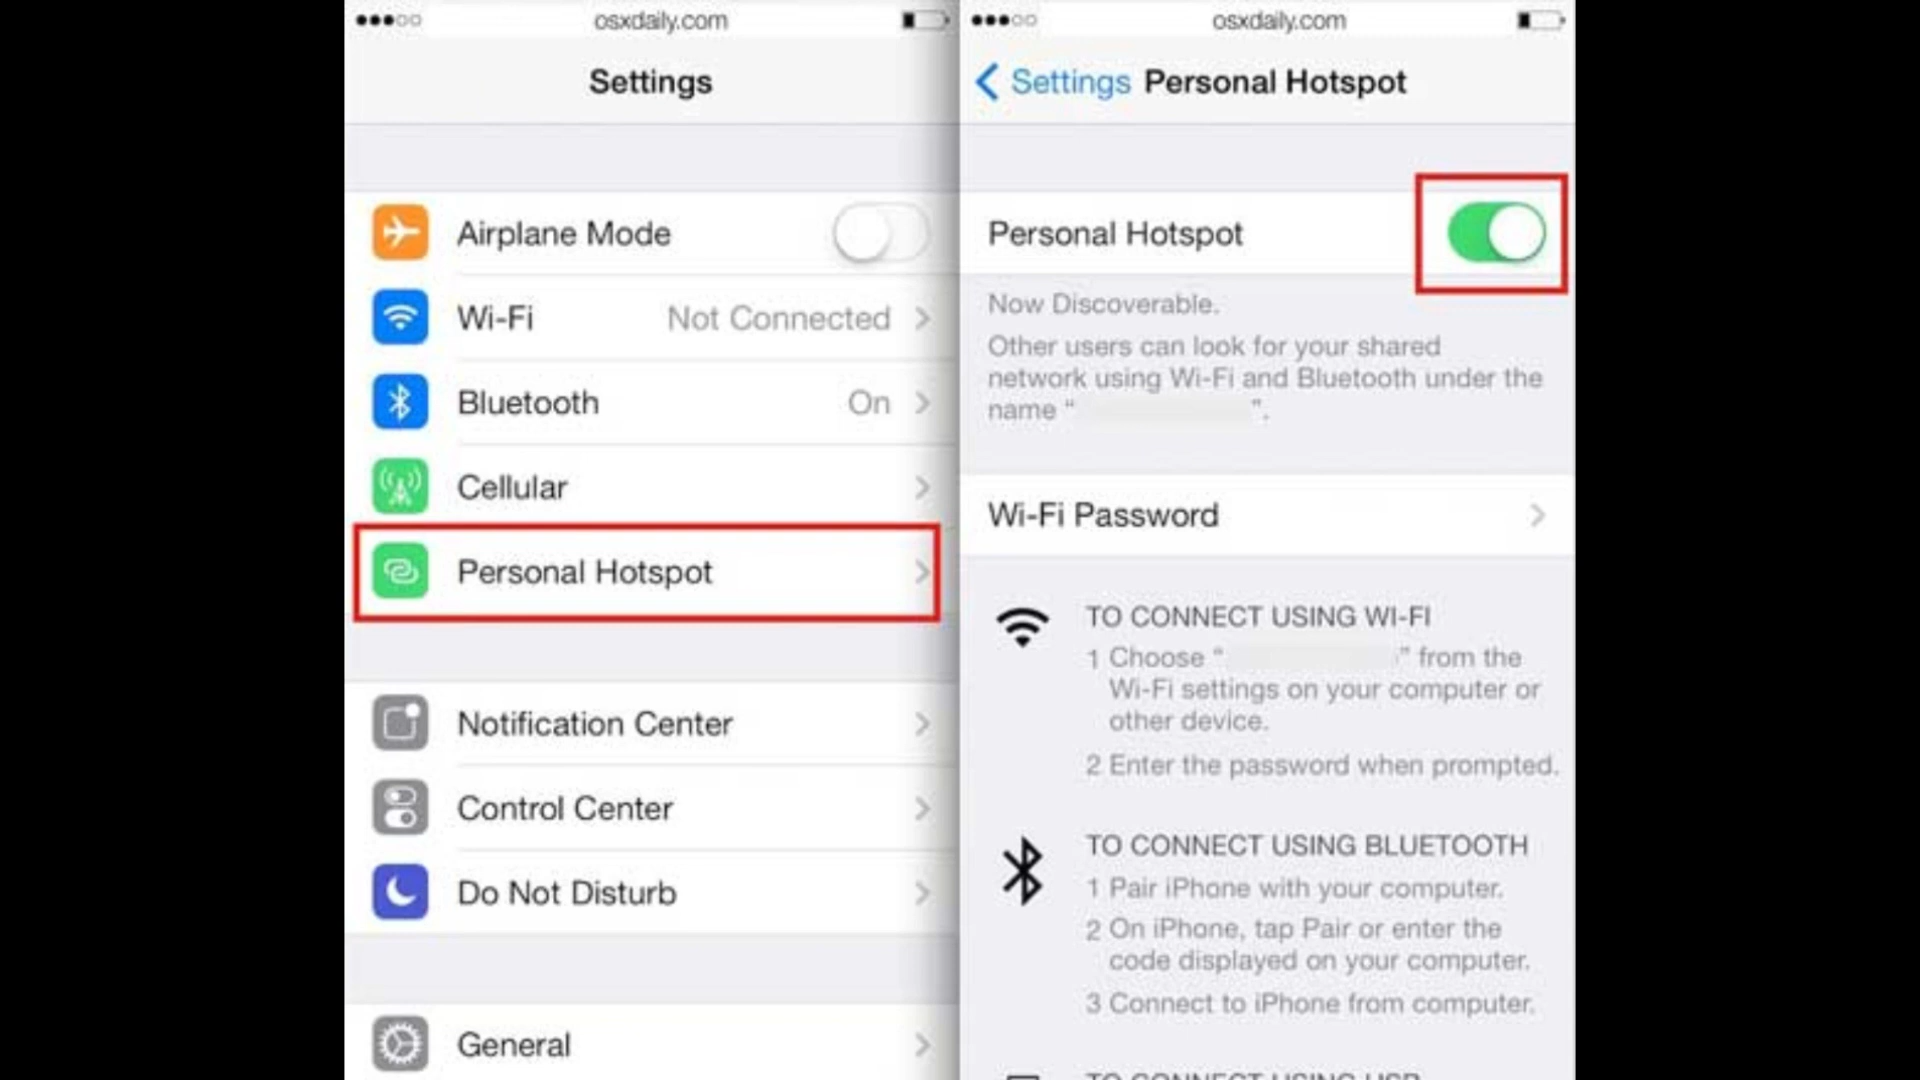 osxdaily.com
Settings
Airplane Mode
Wi-Fi Not Connected
Bluetooth On
Cellular
Personal Hotspot
Notification Center
Control Center
Do Not Disturb
General
osxdaily.com
Settings Personal Hotspot
Personal Hotspot
Now Discoverable.
Other users can look for your shared
network using Wi-Fi and Bluetooth under the
name “ ”.
Wi-Fi Password
TO CONNECT USING WI-FI
1 Choose “ ” from the
Wi-Fi settings on your computer or
other device.
2 Enter the password when prompted.
TO CONNECT USING BLUETOOTH
1 Pair iPhone with your computer.
2 On iPhone, tap Pair or enter the
code displayed on your computer.
3 Connect to iPhone from computer.
TO CONNECT USING USB